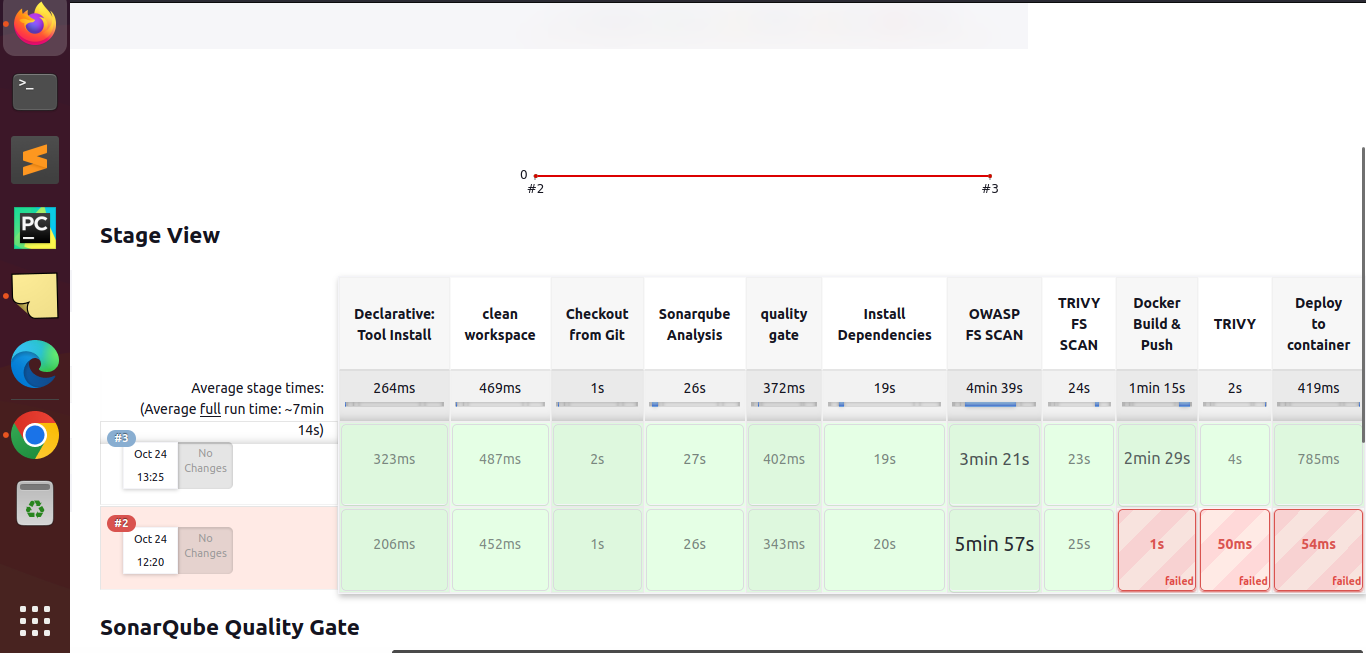 >_
PC
0
#2
#3
Stage View
Declarative:
Tool Install
clean
workspace
Checkout
from Git
Sonarqube
Analysis
quality
gate
Install
Dependencies
OWASP
FS SCAN
TRIVY
FS
SCAN
Docker
Build &
Push
TRIVY
Deploy
to
container
Average stage times:
(Average full run time: ~7min
14s)
264ms
469ms
1s
26s
372ms
19s
4min 39s
24s
1min 15s
2s
419ms
#3
Oct 24
13:25
No
Changes
323ms
487ms
2s
27s
402ms
19s
3min 21s
23s
2min 29s
4s
785ms
#2
Oct 24
12:20
No
Changes
206ms
452ms
1s
26s
343ms
20s
5min 57s
25s
1s
failed
50ms
failed
54ms
failed
SonarQube Quality Gate